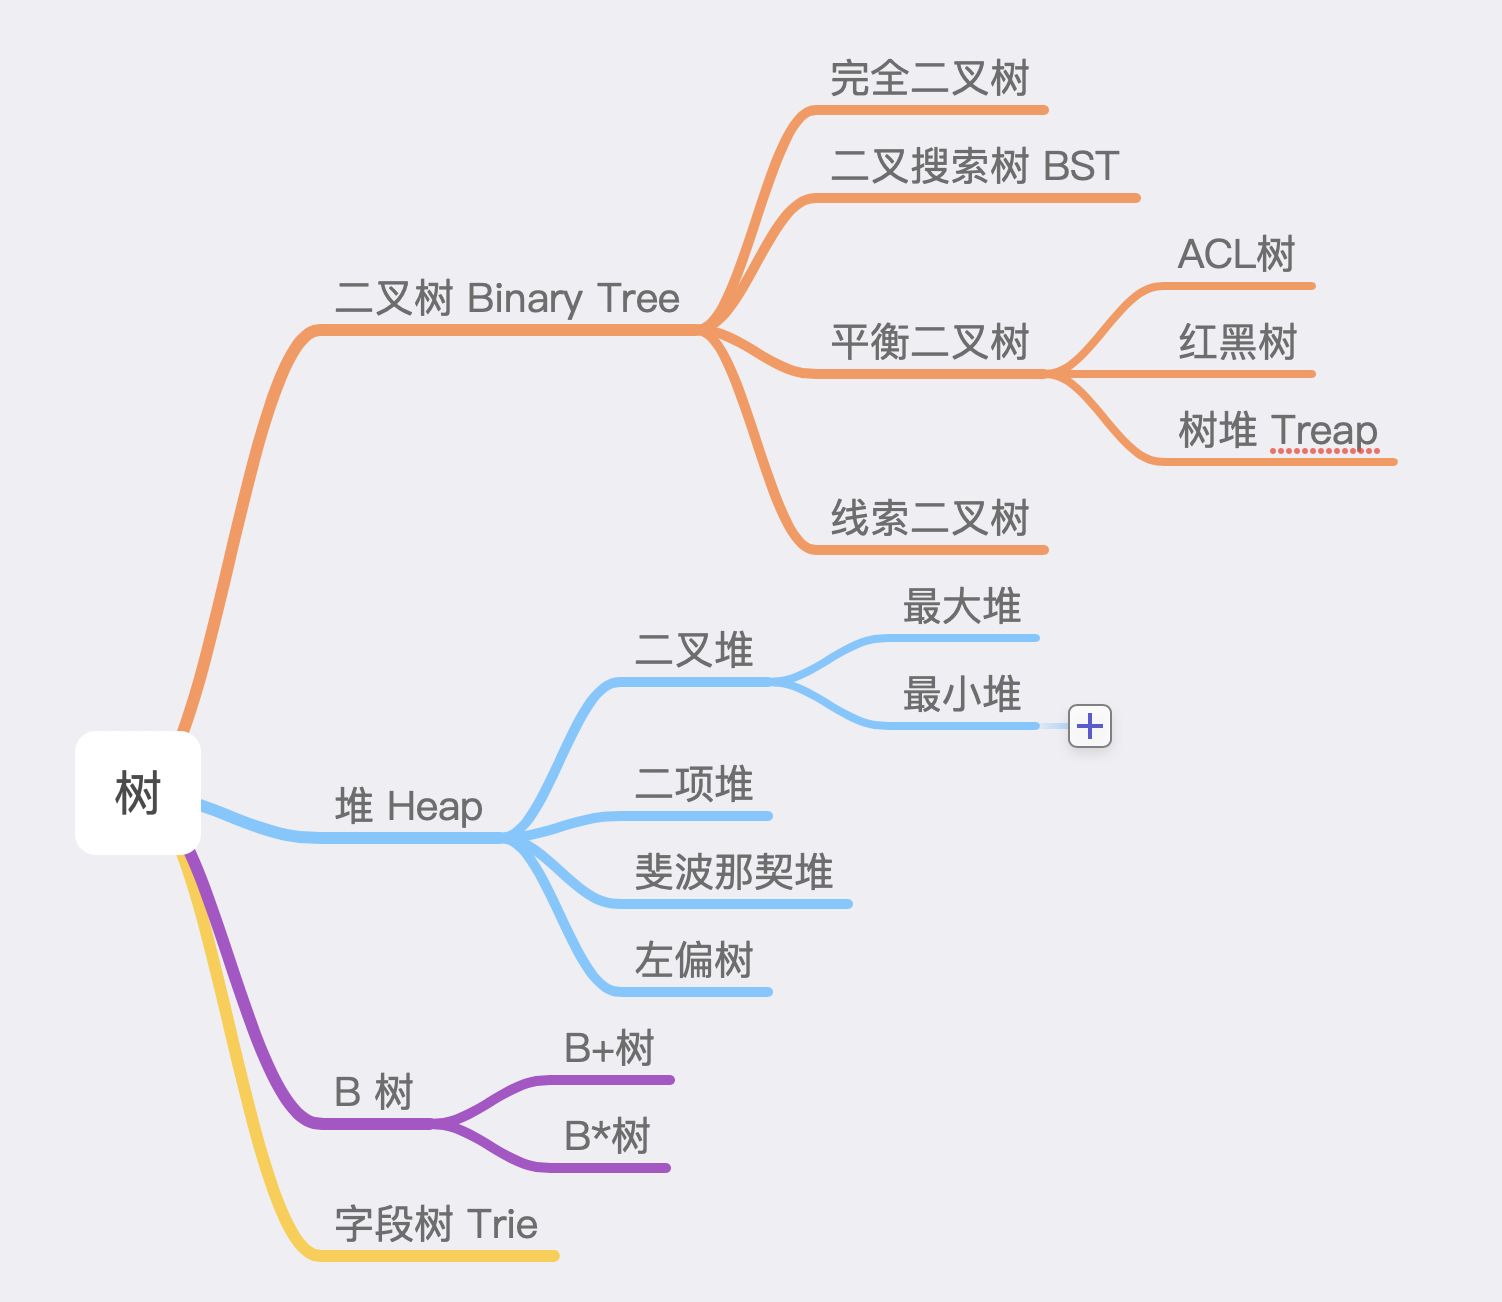 树
二叉树 Binary Tree
完全二叉树
二叉搜索树 BST
平衡二叉树
ACL树
红黑树
树堆 Treap
线索二叉树
堆 Heap
二叉堆
最大堆
最小堆
二项堆
斐波那契堆
左偏树
B 树
B+树
B*树
字段树 Trie